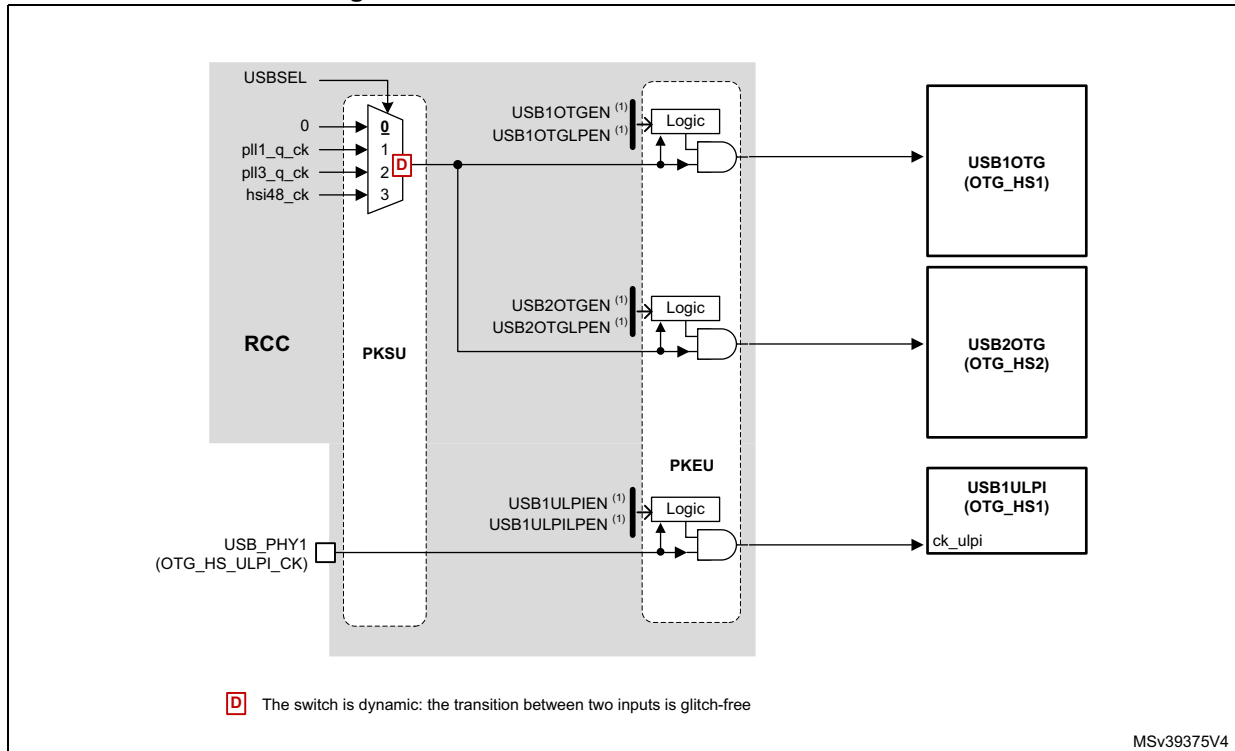 USBSEL
0
pll1_q_ck
pll3_q_ck
hsi48_ck
0
1
2
3
D
USB1OTGEN (1)
USB1OTGLPEN (1)
Logic
USB1OTG
(OTG_HS1)
RCC
PKSU
USB2OTGEN (1)
USB2OTGLPEN (1)
Logic
USB2OTG
(OTG_HS2)
PKEU
USB1ULPIEN (1)
USB1ULPILPEN (1)
Logic
USB1ULPI
(OTG_HS1)
ck_ulpi
USB_PHY1
(OTG_HS_ULPI_CK)
D The switch is dynamic: the transition between two inputs is glitch-free
MSv39375V4